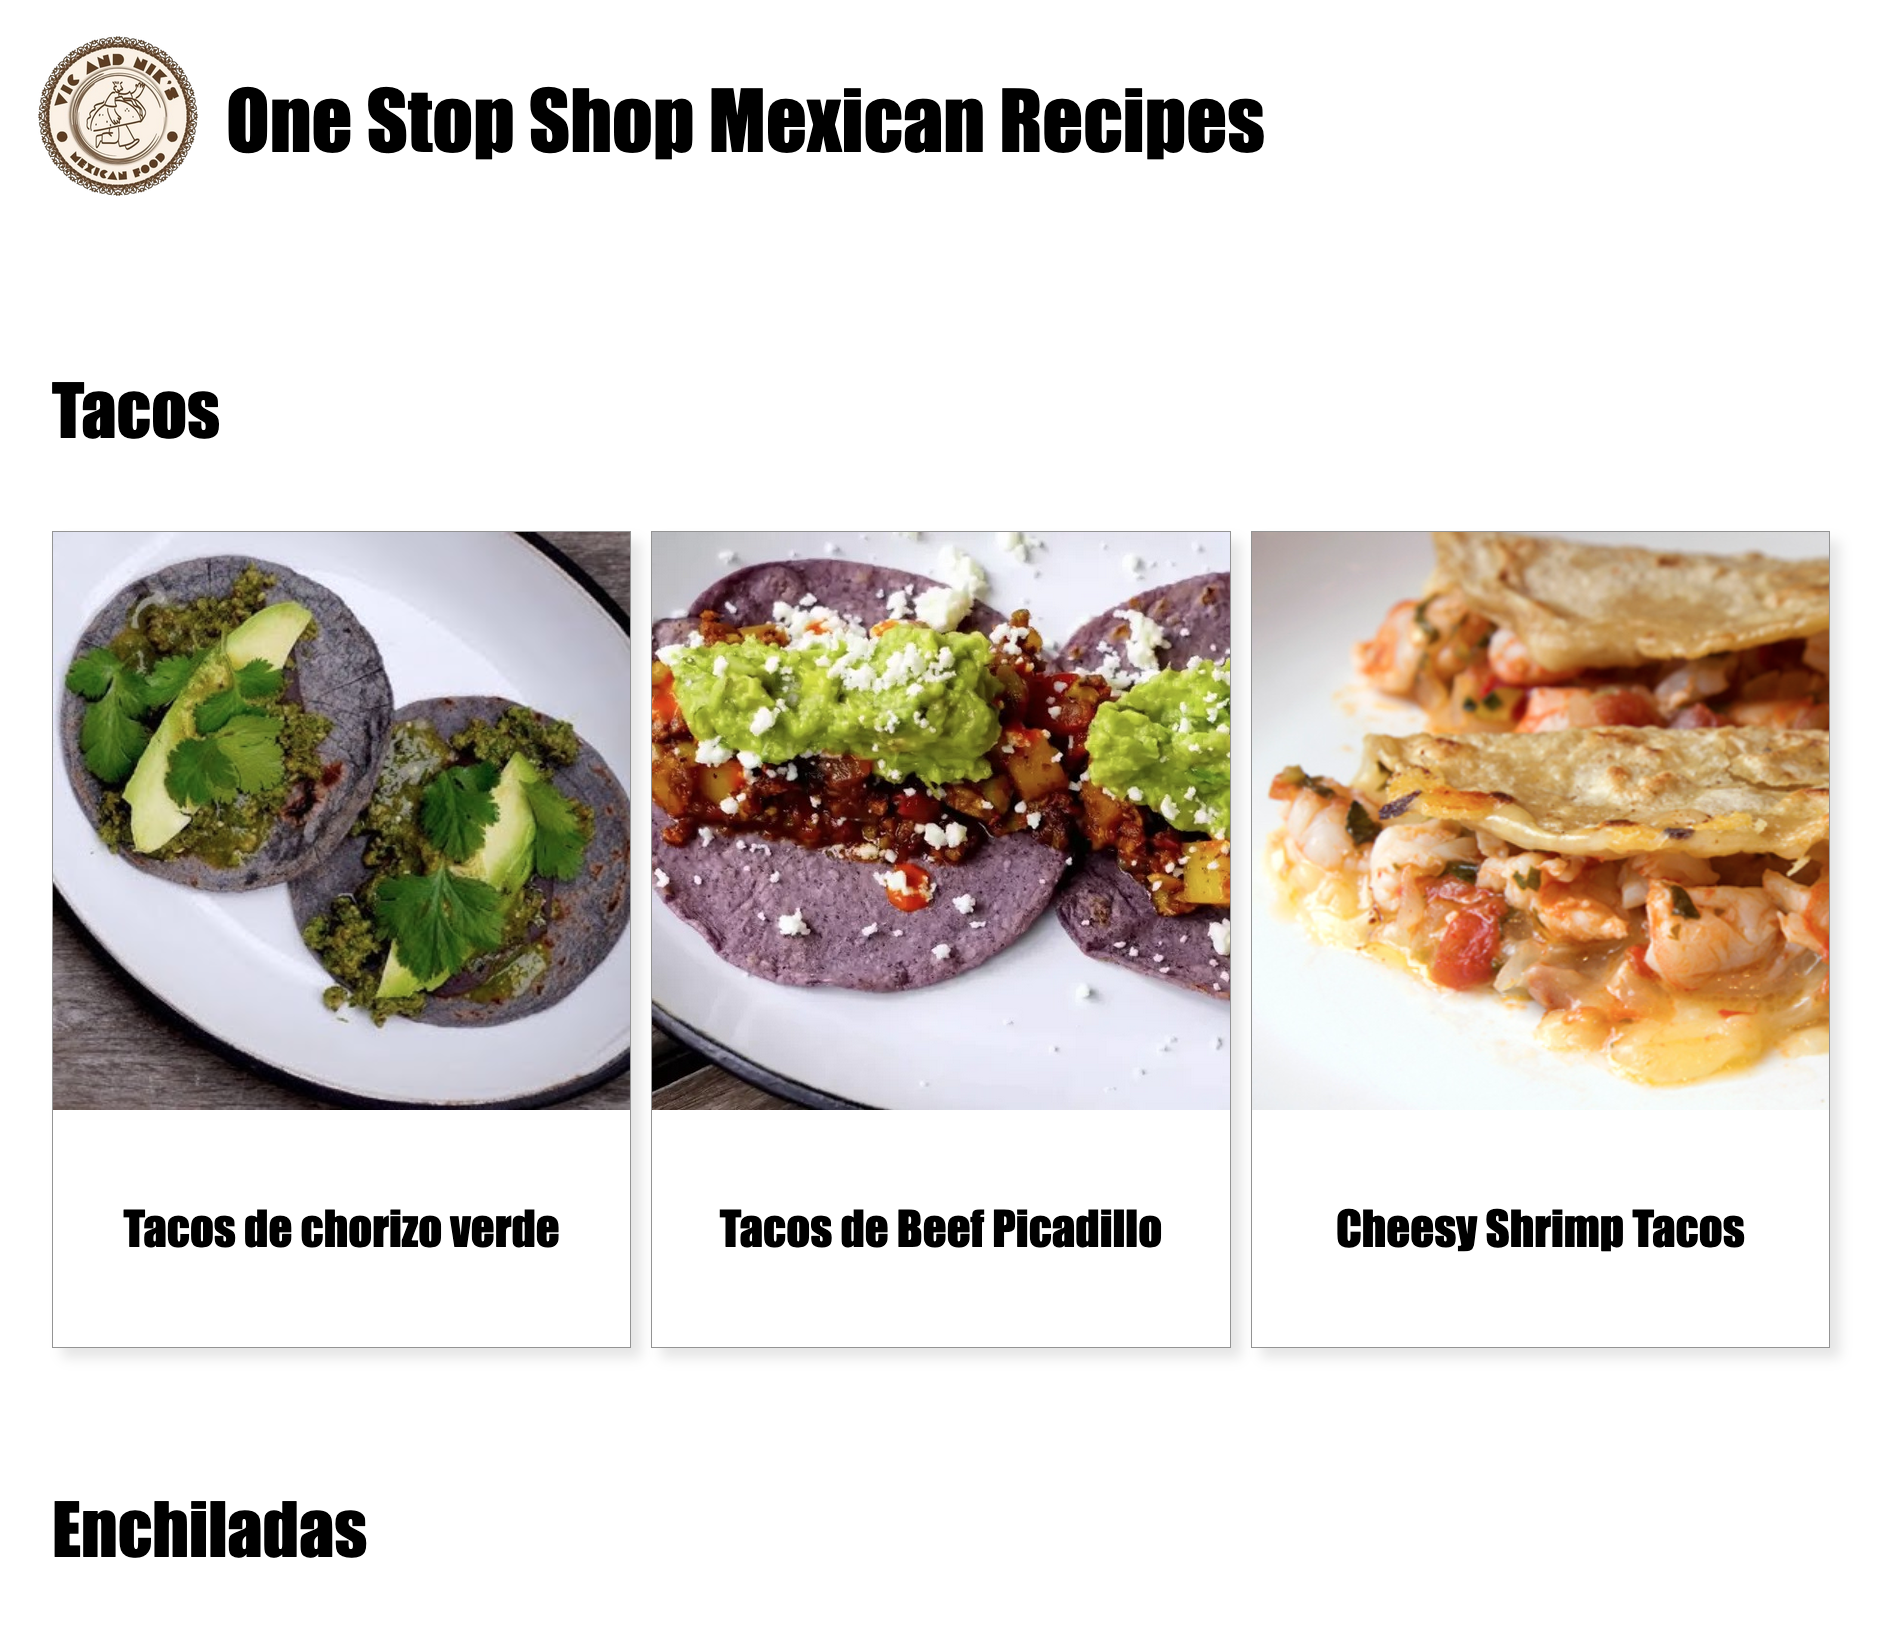 VIC AND NIK'S
MEXICAN FOOD
One Stop Shop Mexican Recipes
Tacos
Tacos de chorizo verde
Tacos de Beef Picadillo
Cheesy Shrimp Tacos
Enchiladas